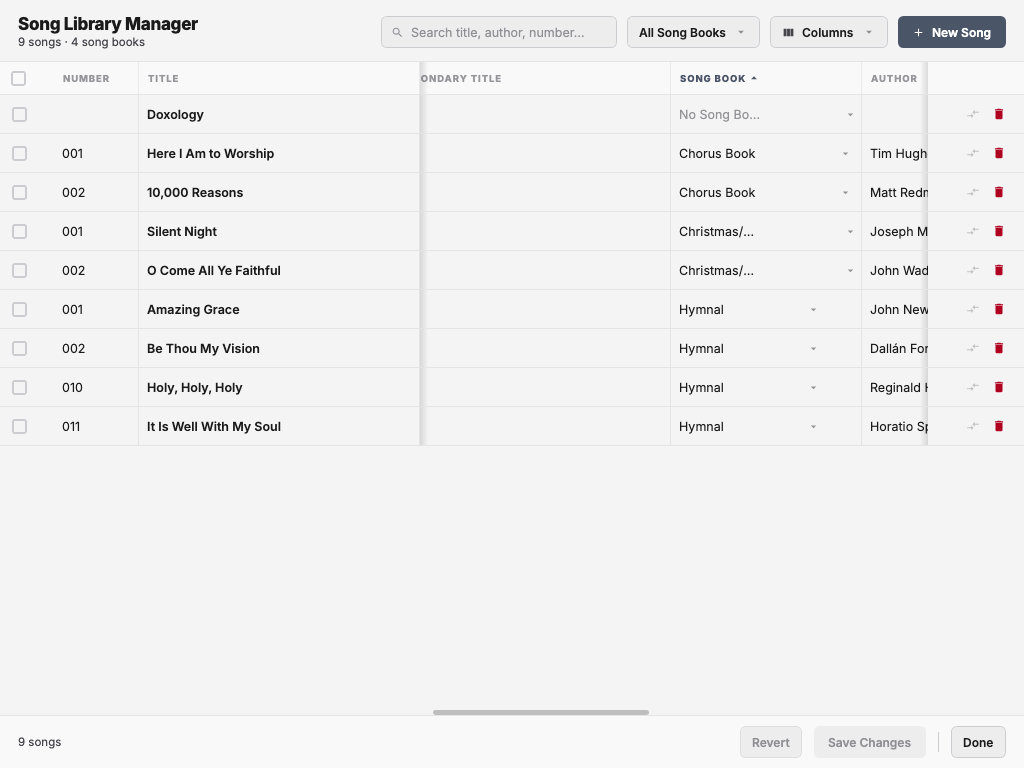 Song Library Manager
9 songs · 4 song books
Search title, author, number...
All Song Books
Columns
+ New Song
NUMBER TITLE ONDARY TITLE SONG BOOK AUTHOR
Doxology No Song Bo...
001 Here I Am to Worship Chorus Book Tim Hugh
002 10,000 Reasons Chorus Book Matt Redm
001 Silent Night Christmas/... Joseph M
002 O Come All Ye Faithful Christmas/... John Wad
001 Amazing Grace Hymnal John New
002 Be Thou My Vision Hymnal Dallán For
010 Holy, Holy, Holy Hymnal Reginald H
011 It Is Well With My Soul Hymnal Horatio Sp
9 songs
Revert
Save Changes
Done